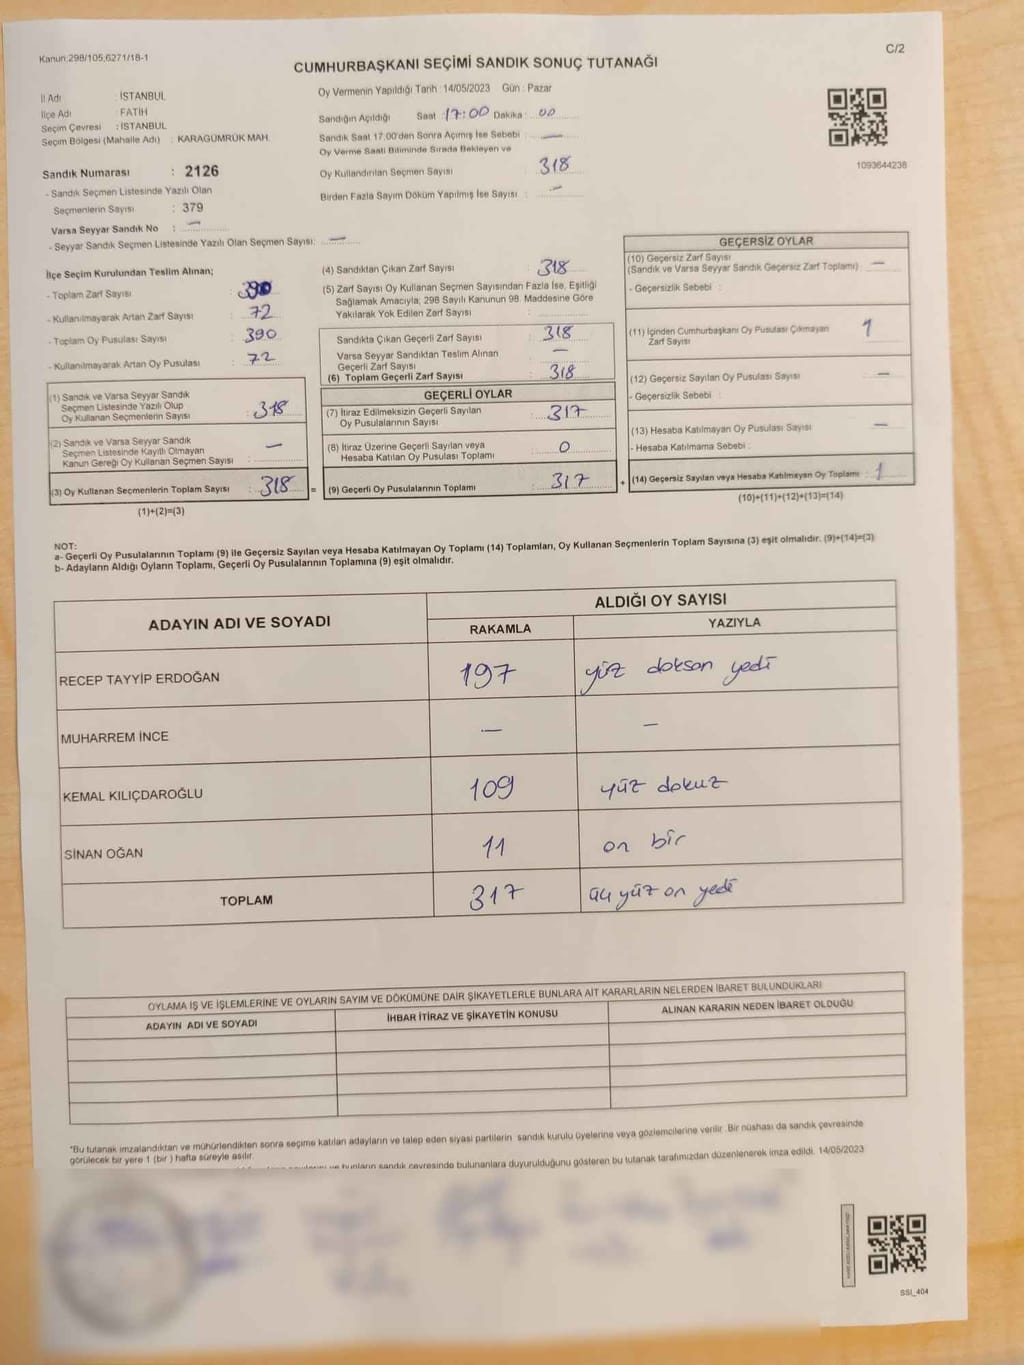 Kanun:298/105,6271/18-1
C/2
CUMHURBAŞKANI SEÇİMİ SANDIK SONUÇ TUTANAĞI
İl Adı : İSTANBUL
İlçe Adı : FATİH
Seçim Çevresi : İSTANBUL
Seçim Bölgesi (Mahalle Adı) : KARAGÜMRÜK MAH.
Sandık Numarası : 2126
- Sandık Seçmen Listesinde Yazılı Olan
Seçmenlerin Sayısı : 379
Varsa Seyyar Sandık No : —
- Seyyar Sandık Seçmen Listesinde Yazılı Olan Seçmen Sayısı: —
Oy Vermenin Yapıldığı Tarih :14/05/2023 Gün : Pazar
Sandığın Açıldığı Saat :17:00 Dakika : 00
Sandık Saat 17.00'den Sonra Açılmış İse Sebebi : —
Oy Verme Saati Bitiminde Sırada Bekleyen ve
Oy Kullandırılan Seçmen Sayısı : 318
Birden Fazla Sayım Döküm Yapılmış İse Sayısı : —
1093644238
İlçe Seçim Kurulundan Teslim Alınan;
- Toplam Zarf Sayısı : 390
- Kullanılmayarak Artan Zarf Sayısı : 72
- Toplam Oy Pusulası Sayısı : 390
- Kullanılmayarak Artan Oy Pusulası : 72
(1) Sandık ve Varsa Seyyar Sandık
Seçmen Listesinde Yazılı Olup
Oy Kullanan Seçmenlerin Sayısı : 318
(2) Sandık ve Varsa Seyyar Sandık
Seçmen Listesinde Kayıtlı Olmayan
Kanun Gereği Oy Kullanan Seçmen Sayısı : —
(3) Oy Kullanan Seçmenlerin Toplam Sayısı : 318
(1)+(2)=(3)
(4) Sandıktan Çıkan Zarf Sayısı : 318
(5) Zarf Sayısı Oy Kullanan Seçmen Sayısından Fazla İse, Eşitliği
Sağlamak Amacıyla, 298 Sayılı Kanunun 98. Maddesine Göre
Yakılarak Yok Edilen Zarf Sayısı :
Sandıkta Çıkan Geçerli Zarf Sayısı : 318
Varsa Seyyar Sandıktan Teslim Alınan
Geçerli Zarf Sayısı : —
(6) Toplam Geçerli Zarf Sayısı : 318
GEÇERLİ OYLAR
(7) İtiraz Edilmeksizin Geçerli Sayılan
Oy Pusulalarının Sayısı : 317
(8) İtiraz Üzerine Geçerli Sayılan veya
Hesaba Katılan Oy Pusulası Toplamı : 0
= (9) Geçerli Oy Pusulalarının Toplamı : 317 +
GEÇERSİZ OYLAR
(10) Geçersiz Zarf Sayısı
(Sandık ve Varsa Seyyar Sandık Geçersiz Zarf Toplamı) : —
- Geçersizlik Sebebi :
(11) İçinden Cumhurbaşkanı Oy Pusulası Çıkmayan
Zarf Sayısı : 1
(12) Geçersiz Sayılan Oy Pusulası Sayısı : —
- Geçersizlik Sebebi :
(13) Hesaba Katılmayan Oy Pusulası Sayısı : —
- Hesaba Katılmama Sebebi :
(14) Geçersiz Sayılan veya Hesaba Katılmayan Oy Toplamı : 1
(10)+(11)+(12)+(13)=(14)
NOT:
a- Geçerli Oy Pusulalarının Toplamı (9) ile Geçersiz Sayılan veya Hesaba Katılmayan Oy Toplamı (14) Toplamları, Oy Kullanan Seçmenlerin Toplam Sayısına (3) eşit olmalıdır. (9)+(14)=(3)
b- Adayların Aldığı Oyların Toplamı, Geçerli Oy Pusulalarının Toplamına (9) eşit olmalıdır.
ADAYIN ADI VE SOYADI
ALDIĞI OY SAYISI
RAKAMLA YAZIYLA
RECEP TAYYİP ERDOĞAN 197 yüz doksan yedi
MUHARREM İNCE — —
KEMAL KILIÇDAROĞLU 109 yüz dokuz
SİNAN OĞAN 11 on bir
TOPLAM 317 üç yüz on yedi
OYLAMA İŞ VE İŞLEMLERİNE VE OYLARIN SAYIM VE DÖKÜMÜNE DAİR ŞİKAYETLERLE BUNLARA AİT KARARLARIN NELERDEN İBARET BULUNDUKLARI
ADAYIN ADI VE SOYADI İHBAR İTİRAZ VE ŞİKAYETİN KONUSU ALINAN KARARIN NEDEN İBARET OLDUĞU
*Bu tutanak imzalandıktan ve mühürlendikten sonra seçime katılan adayların ve talep eden siyasi partilerin sandık kurulu üyelerine veya gözlemcilerine verilir. Bir nüshası da sandık çevresinde
görülecek bir yere 1 (bir ) hafta süreyle asılır.
bunların sandık çevresinde bulunanlara duyurulduğunu gösteren bu tutanak tarafımızdan düzenlenerek imza edildi. 14/05/2023
SSI_404